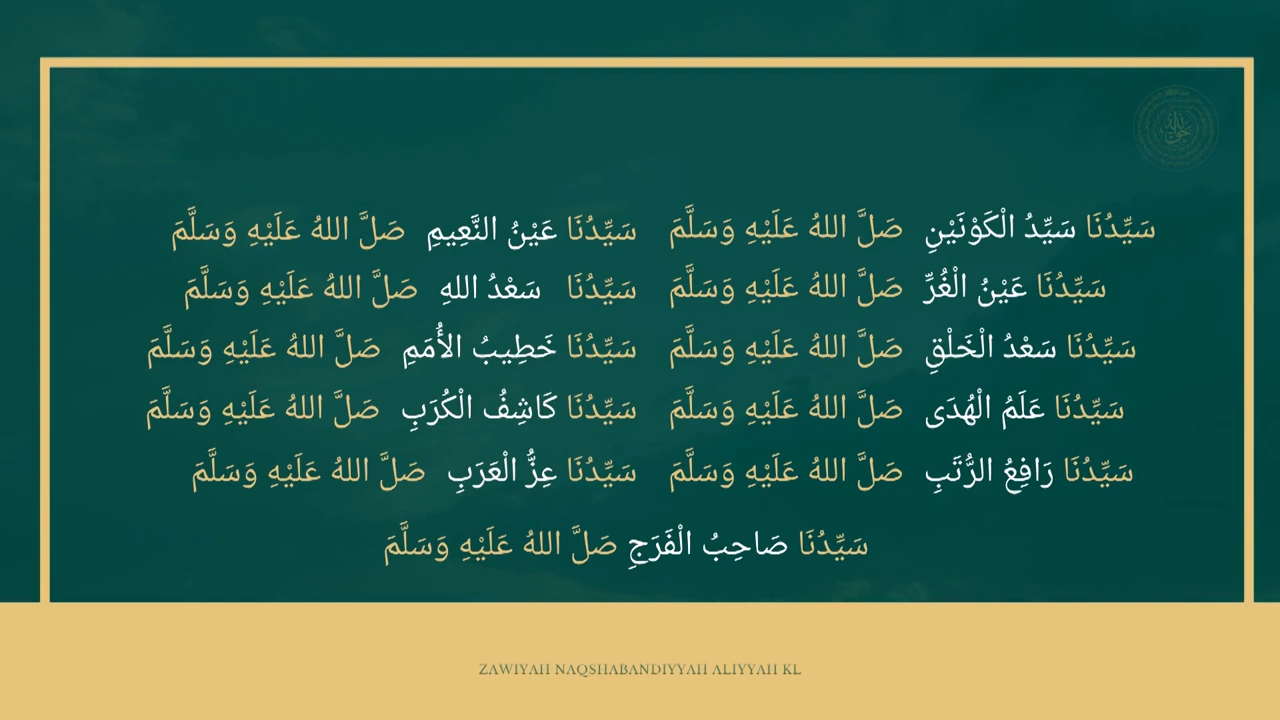 سَيِّدُنَا سَيِّدُ الْكَوْنَيْنِ صَلَّ اللهُ عَلَيْهِ وَسَلَّمَ سَيِّدُنَا عَيْنُ النَّعِيمِ صَلَّ اللهُ عَلَيْهِ وَسَلَّمَ
سَيِّدُنَا عَيْنُ الْغُرِّ صَلَّ اللهُ عَلَيْهِ وَسَلَّمَ سَيِّدُنَا سَعْدُ اللهِ صَلَّ اللهُ عَلَيْهِ وَسَلَّمَ
سَيِّدُنَا سَعْدُ الْخَلْقِ صَلَّ اللهُ عَلَيْهِ وَسَلَّمَ سَيِّدُنَا خَطِيبُ الأُمَمِ صَلَّ اللهُ عَلَيْهِ وَسَلَّمَ
سَيِّدُنَا عَلَمُ الْهُدَى صَلَّ اللهُ عَلَيْهِ وَسَلَّمَ سَيِّدُنَا كَاشِفُ الْكُرَبِ صَلَّ اللهُ عَلَيْهِ وَسَلَّمَ
سَيِّدُنَا رَافِعُ الرُّتَبِ صَلَّ اللهُ عَلَيْهِ وَسَلَّمَ سَيِّدُنَا عِزُّ الْعَرَبِ صَلَّ اللهُ عَلَيْهِ وَسَلَّمَ
سَيِّدُنَا صَاحِبُ الْفَرَجِ صَلَّ اللهُ عَلَيْهِ وَسَلَّمَ
ZAWIYAH NAQSHABANDIYYAH ALIYYAH KL